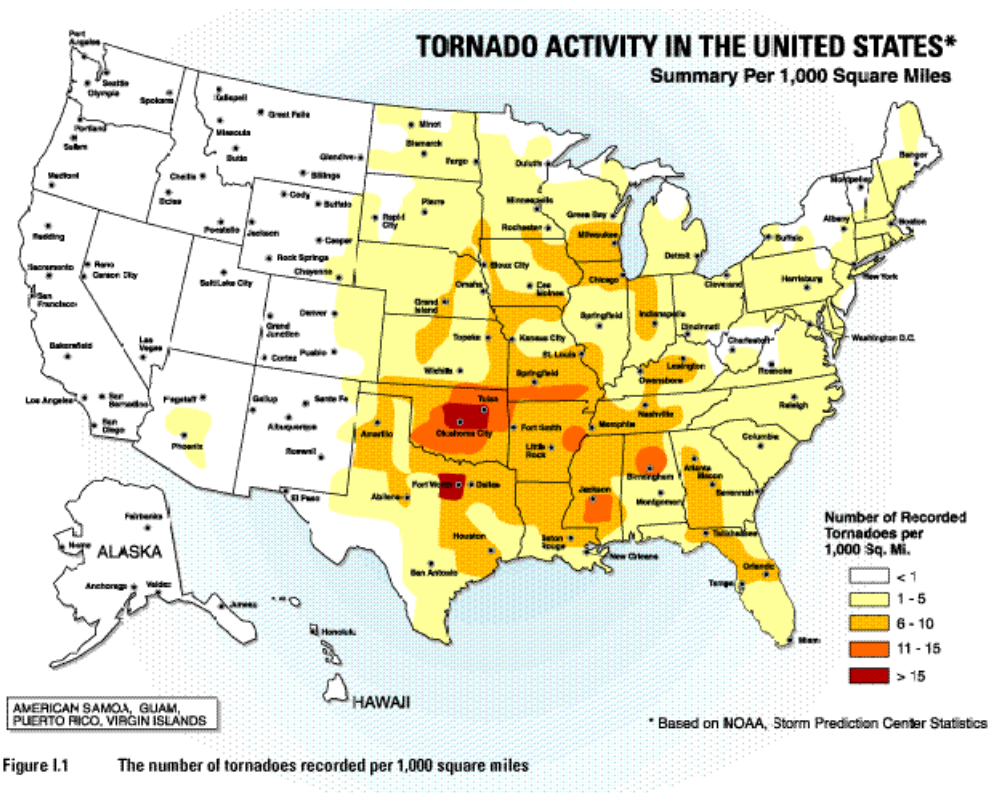 TORNADO ACTIVITY IN THE UNITED STATES*
Summary Per 1,000 Square Miles
Port Angeles
Seattle
Olympia
Spokane
Portland
Salem
Medford
Kalispell
Great Falls
Missoula
Butte
Glendive
Billings
Challis
Boise
Pocatello
Jackson
Cody
Buffalo
Casper
Rock Springs
Cheyenne
Minot
Bismarck
Fargo
Pierre
Rapid City
Duluth
Minneapolis
Rochester
Green Bay
Milwaukee
Chicago
Detroit
Bangor
Montpelier
Albany
Boston
Buffalo
New York
Harrisburg
Cleveland
Washington D.C.
Redding
Reno
Carson City
Sacramento
San Francisco
Salt Lake City
Bakersfield
Las Vegas
Los Angeles
San Bernadino
San Diego
Grand Junction
Denver
Pueblo
Cortez
Flagstaff
Phoenix
Gallup
Santa Fe
Albuquerque
Roswell
El Paso
Sioux City
Omaha
Des Moines
Grand Island
Topeka
Wichita
Kansas City
St. Louis
Springfield
Springfield
Indianapolis
Cincinnati
Charleston
Roanoke
Lexington
Owensboro
Nashville
Memphis
Raleigh
Columbia
Tulsa
Oklahoma City
Fort Smith
Little Rock
Amarillo
Abilene
Fort Worth
Dallas
Houston
San Antonio
Jackson
Birmingham
Montgomery
Atlanta
Macon
Savannah
Baton Rouge
New Orleans
Tallahassee
Orlando
Tampa
Miami
Fairbanks
Nome
ALASKA
Anchorage
Valdez
Juneau
Honolulu
HAWAII
Number of Recorded
Tornadoes per
1,000 Sq. Mi.
< 1
1 - 5
6 - 10
11 - 15
> 15
AMERICAN SAMOA, GUAM,
PUERTO RICO, VIRGIN ISLANDS
* Based on NOAA, Storm Prediction Center Statistics
Figure I.1 The number of tornadoes recorded per 1,000 square miles